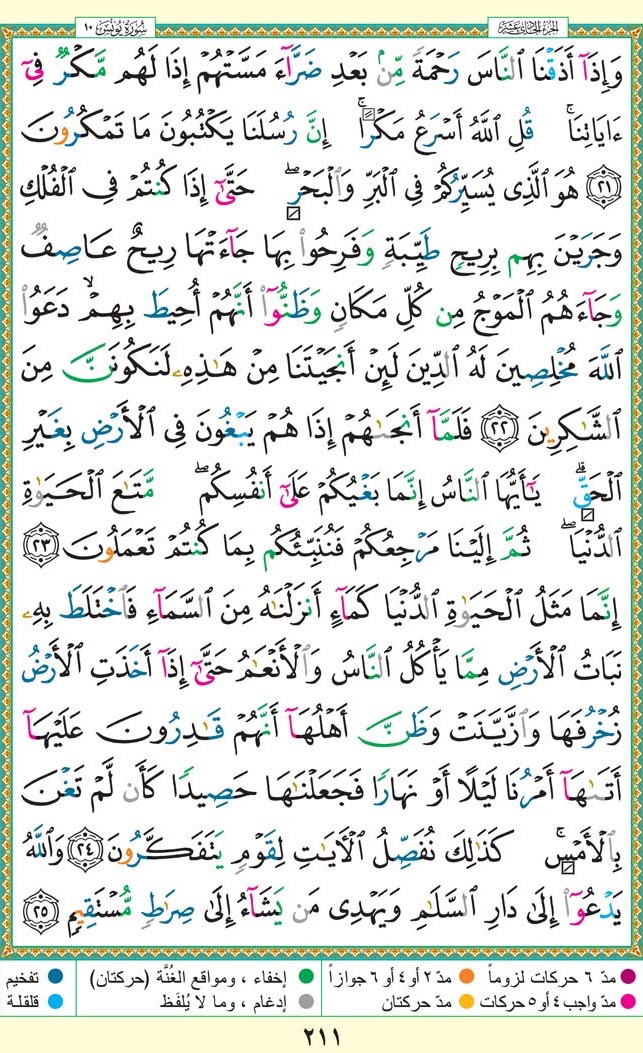 الجزء الحادي عشر
سورة يونس ١٠
وَإِذَآ أَذَقْنَا ٱلنَّاسَ رَحْمَةً مِّنۢ بَعْدِ ضَرَّآءَ مَسَّتْهُمْ إِذَا لَهُم مَّكْرٌ فِىٓ
ءَايَاتِنَا ۚ قُلِ ٱللَّهُ أَسْرَعُ مَكْرًا ۚ إِنَّ رُسُلَنَا يَكْتُبُونَ مَا تَمْكُرُونَ
﴿٢١﴾ هُوَ ٱلَّذِى يُسَيِّرُكُمْ فِى ٱلْبَرِّ وَٱلْبَحْرِ ۖ حَتَّىٰٓ إِذَا كُنتُمْ فِى ٱلْفُلْكِ
وَجَرَيْنَ بِهِم بِرِيحٍ طَيِّبَةٍ وَفَرِحُوا۟ بِهَا جَآءَتْهَا رِيحٌ عَاصِفٌ
وَجَآءَهُمُ ٱلْمَوْجُ مِن كُلِّ مَكَانٍ وَظَنُّوٓا۟ أَنَّهُمْ أُحِيطَ بِهِمْ ۙ دَعَوُا۟
ٱللَّهَ مُخْلِصِينَ لَهُ ٱلدِّينَ لَئِنْ أَنجَيْتَنَا مِنْ هَـٰذِهِۦ لَنَكُونَنَّ مِنَ
ٱلشَّـٰكِرِينَ ﴿٢٢﴾ فَلَمَّآ أَنجَىٰهُمْ إِذَا هُمْ يَبْغُونَ فِى ٱلْأَرْضِ بِغَيْرِ
ٱلْحَقِّ ۗ يَـٰٓأَيُّهَا ٱلنَّاسُ إِنَّمَا بَغْيُكُمْ عَلَىٰٓ أَنفُسِكُم ۖ مَّتَـٰعَ ٱلْحَيَوٰةِ
ٱلدُّنْيَا ۖ ثُمَّ إِلَيْنَا مَرْجِعُكُمْ فَنُنَبِّئُكُم بِمَا كُنتُمْ تَعْمَلُونَ ﴿٢٣﴾
إِنَّمَا مَثَلُ ٱلْحَيَوٰةِ ٱلدُّنْيَا كَمَآءٍ أَنزَلْنَـٰهُ مِنَ ٱلسَّمَآءِ فَٱخْتَلَطَ بِهِۦ
نَبَاتُ ٱلْأَرْضِ مِمَّا يَأْكُلُ ٱلنَّاسُ وَٱلْأَنْعَـٰمُ حَتَّىٰٓ إِذَآ أَخَذَتِ ٱلْأَرْضُ
زُخْرُفَهَا وَٱزَّيَّنَتْ وَظَنَّ أَهْلُهَآ أَنَّهُمْ قَـٰدِرُونَ عَلَيْهَآ
أَتَىٰهَآ أَمْرُنَا لَيْلًا أَوْ نَهَارًا فَجَعَلْنَـٰهَا حَصِيدًا كَأَن لَّمْ تَغْنَ
بِٱلْأَمْسِ ۚ كَذَٰلِكَ نُفَصِّلُ ٱلْـَٔايَـٰتِ لِقَوْمٍ يَتَفَكَّرُونَ ﴿٢٤﴾ وَٱللَّهُ
يَدْعُوٓا۟ إِلَىٰ دَارِ ٱلسَّلَـٰمِ وَيَهْدِى مَن يَشَآءُ إِلَىٰ صِرَٰطٍ مُّسْتَقِيمٍ ﴿٢٥﴾
مدّ ٦ حركات لزوماً
مدّ ٢ أو ٤ أو ٦ جوازاً
إخفاء ، ومواقع الغُنَّة (حركتان)
تفخيم
مدّ واجب ٤ أو ٥ حركات
مدّ حركتان
إدغام ، وما لا يُلفَظ
قلقلة
٢١١